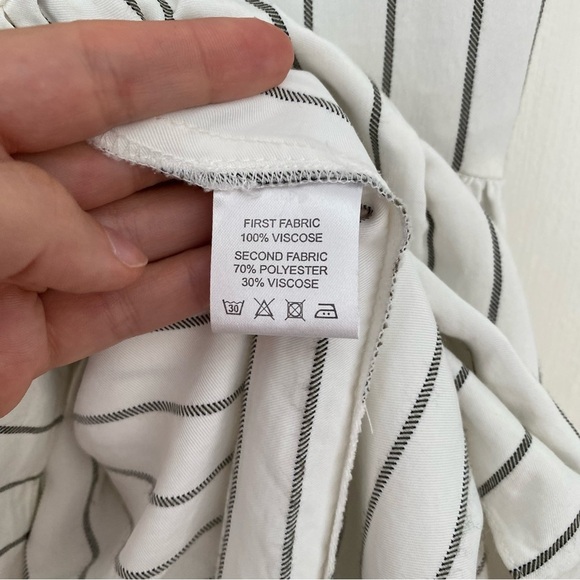 FIRST FABRIC
100% VISCOSE
SECOND FABRIC
70% POLYESTER
30% VISCOSE
30